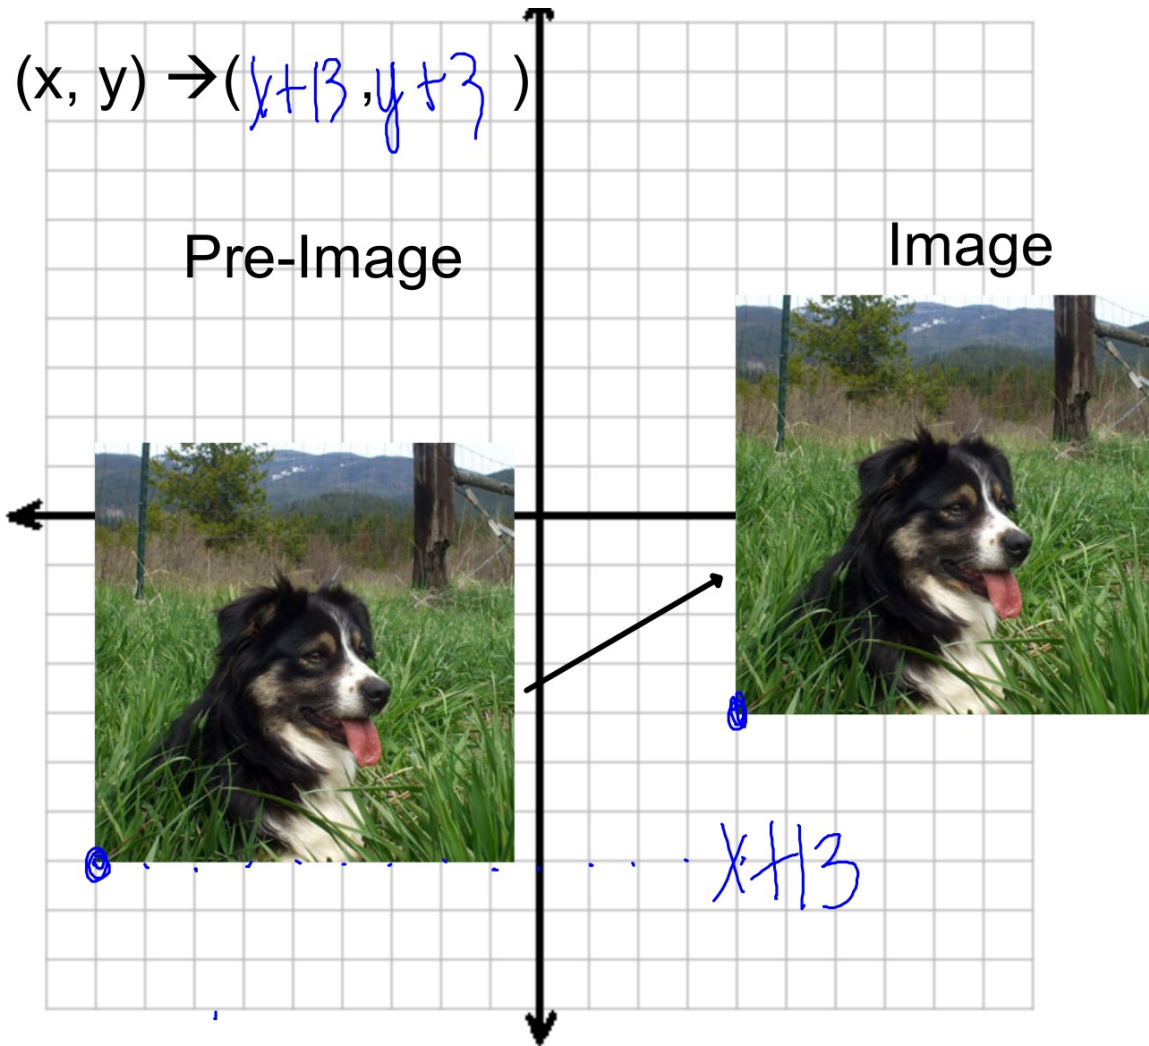 (x, y) →(x+13,y+3 )
Pre-Image
Image
x+13